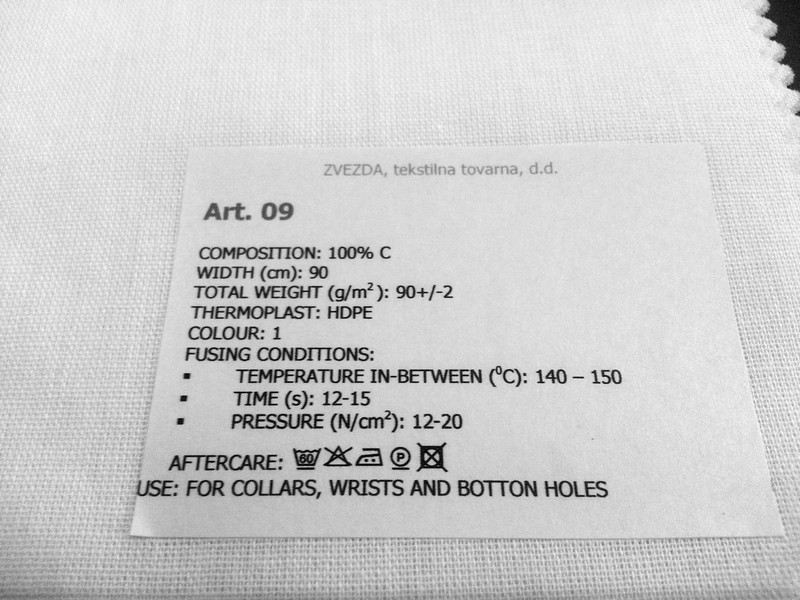 ZVEZDA, tekstilna tovarna, d.d.
Art. 09
COMPOSITION: 100% C
WIDTH (cm): 90
TOTAL WEIGHT (g/m²): 90+/-2
THERMOPLAST: HDPE
COLOUR: 1
FUSING CONDITIONS:
▪ TEMPERATURE IN-BETWEEN (⁰C): 140 – 150
▪ TIME (s): 12-15
▪ PRESSURE (N/cm²): 12-20
AFTERCARE: 60 P
USE: FOR COLLARS, WRISTS AND BOTTON HOLES